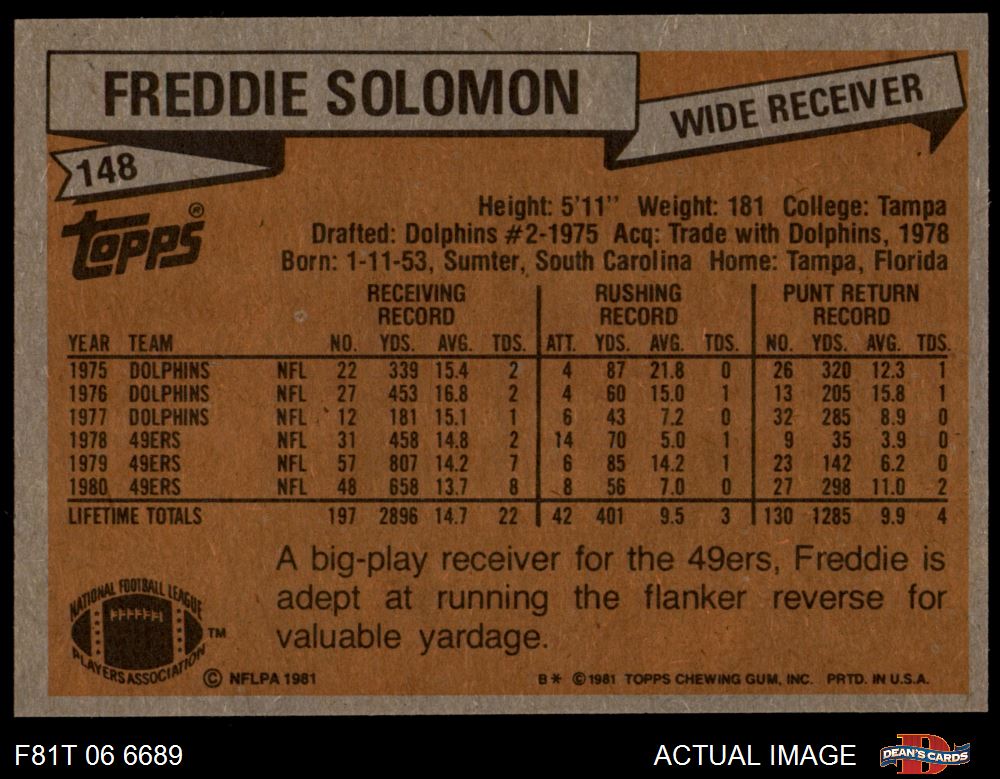 FREDDIE SOLOMON
WIDE RECEIVER
148
Topps®
Height: 5'11'' Weight: 181 College: Tampa
Drafted: Dolphins #2-1975 Acq: Trade with Dolphins, 1978
Born: 1-11-53, Sumter, South Carolina Home: Tampa, Florida
RECEIVING RECORD RUSHING RECORD PUNT RETURN RECORD
YEAR TEAM NO. YDS. AVG. TDS. ATT. YDS. AVG. TDS. NO. YDS. AVG. TDS.
1975 DOLPHINS NFL 22 339 15.4 2 4 87 21.8 0 26 320 12.3 1
1976 DOLPHINS NFL 27 453 16.8 2 4 60 15.0 1 13 205 15.8 1
1977 DOLPHINS NFL 12 181 15.1 1 6 43 7.2 0 32 285 8.9 0
1978 49ERS NFL 31 458 14.8 2 14 70 5.0 1 9 35 3.9 0
1979 49ERS NFL 57 807 14.2 7 6 85 14.2 1 23 142 6.2 0
1980 49ERS NFL 48 658 13.7 8 8 56 7.0 0 27 298 11.0 2
LIFETIME TOTALS 197 2896 14.7 22 42 401 9.5 3 130 1285 9.9 4
A big-play receiver for the 49ers, Freddie is
adept at running the flanker reverse for
valuable yardage.
NATIONAL FOOTBALL LEAGUE
PLAYERS ASSOCIATION
TM
© NFLPA 1981
B* © 1981 TOPPS CHEWING GUM, INC. PRTD. IN U.S.A.
F81T 06 6689
ACTUAL IMAGE
DEAN'S CARDS